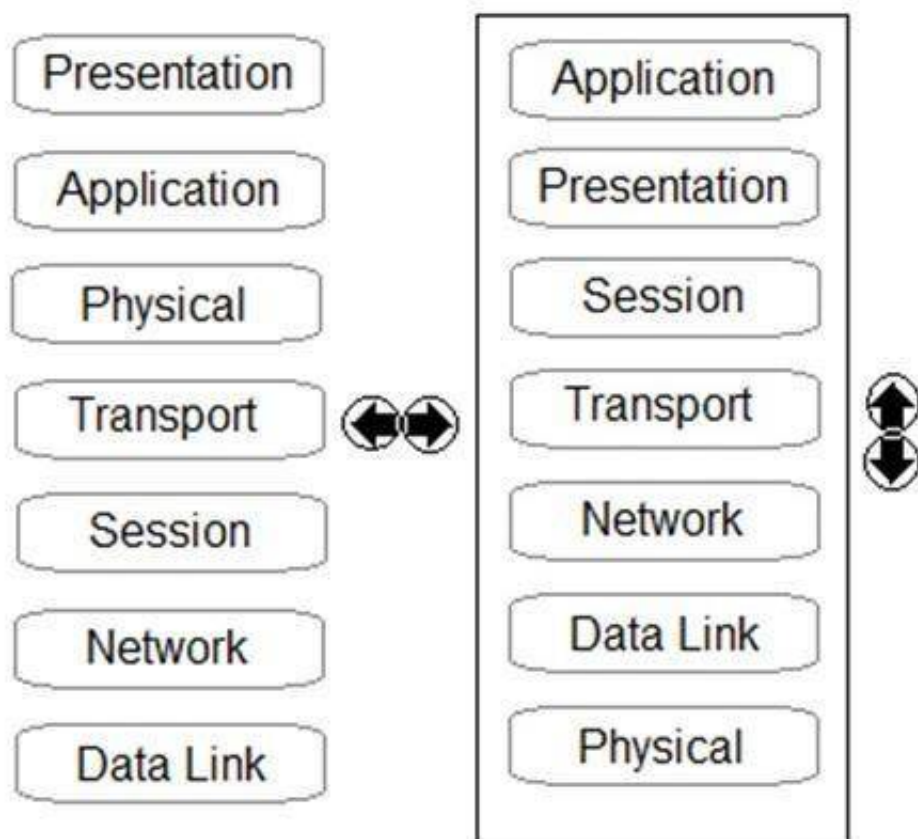 Presentation
Application
Physical
Transport
Session
Network
Data Link
Application
Presentation
Session
Transport
Network
Data Link
Physical